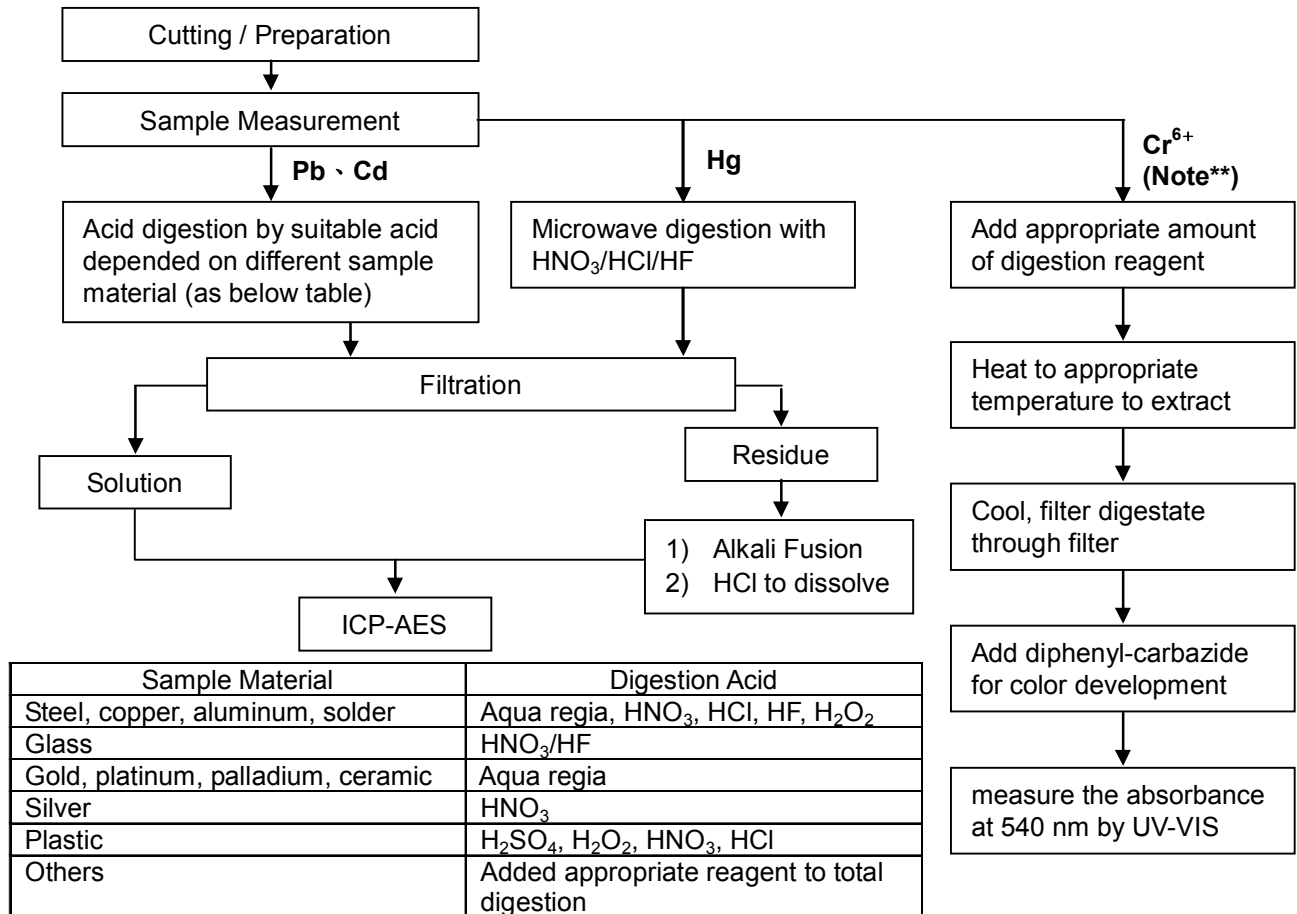 Cutting / Preparation
Sample Measurement
Pb、Cd
Hg
Cr⁶⁺
(Note**)
Acid digestion by suitable acid
depended on different sample
material (as below table)
Microwave digestion with
HNO₃/HCl/HF
Add appropriate amount
of digestion reagent
Filtration
Heat to appropriate
temperature to extract
Solution
Residue
1) Alkali Fusion
2) HCl to dissolve
Cool, filter digestate
through filter
ICP-AES
Add diphenyl-carbazide
for color development
measure the absorbance
at 540 nm by UV-VIS
Sample Material Digestion Acid
Steel, copper, aluminum, solder Aqua regia, HNO₃, HCl, HF, H₂O₂
Glass HNO₃/HF
Gold, platinum, palladium, ceramic Aqua regia
Silver HNO₃
Plastic H₂SO₄, H₂O₂, HNO₃, HCl
Others Added appropriate reagent to total
digestion